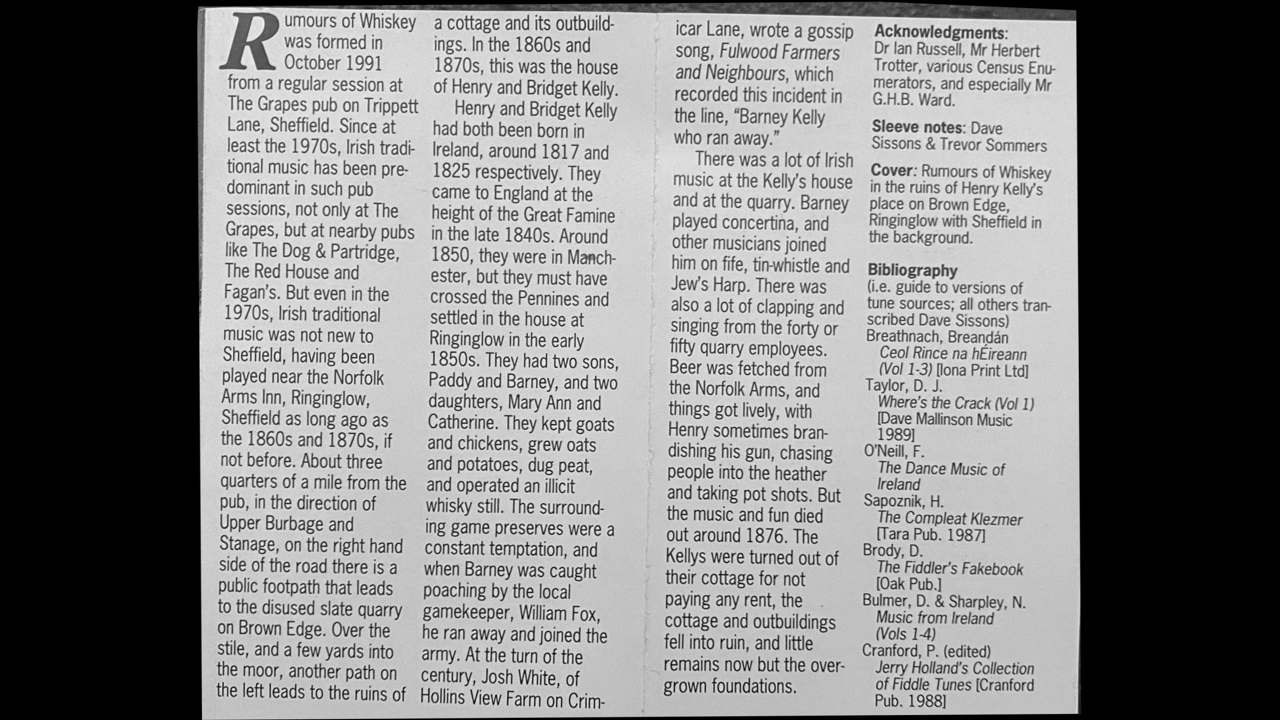 Rumours of Whiskey
was formed in
October 1991
from a regular session at
The Grapes pub on Trippett
Lane, Sheffield. Since at
least the 1970s, Irish tradi-
tional music has been pre-
dominant in such pub
sessions, not only at The
Grapes, but at nearby pubs
like The Dog & Partridge,
The Red House and
Fagan's. But even in the
1970s, Irish traditional
music was not new to
Sheffield, having been
played near the Norfolk
Arms Inn, Ringinglow,
Sheffield as long ago as
the 1860s and 1870s, if
not before. About three
quarters of a mile from the
pub, in the direction of
Upper Burbage and
Stanage, on the right hand
side of the road there is a
public footpath that leads
to the disused slate quarry
on Brown Edge. Over the
stile, and a few yards into
the moor, another path on
the left leads to the ruins of
a cottage and its outbuild-
ings. In the 1860s and
1870s, this was the house
of Henry and Bridget Kelly.
Henry and Bridget Kelly
had both been born in
Ireland, around 1817 and
1825 respectively. They
came to England at the
height of the Great Famine
in the late 1840s. Around
1850, they were in Manch-
ester, but they must have
crossed the Pennines and
settled in the house at
Ringinglow in the early
1850s. They had two sons,
Paddy and Barney, and two
daughters, Mary Ann and
Catherine. They kept goats
and chickens, grew oats
and potatoes, dug peat,
and operated an illicit
whisky still. The surround-
ing game preserves were a
constant temptation, and
when Barney was caught
poaching by the local
gamekeeper, William Fox,
he ran away and joined the
army. At the turn of the
century, Josh White, of
Hollins View Farm on Crim-
icar Lane, wrote a gossip
song, Fulwood Farmers
and Neighbours, which
recorded this incident in
the line, “Barney Kelly
who ran away.”
There was a lot of Irish
music at the Kelly's house
and at the quarry. Barney
played concertina, and
other musicians joined
him on fife, tin-whistle and
Jew's Harp. There was
also a lot of clapping and
singing from the forty or
fifty quarry employees.
Beer was fetched from
the Norfolk Arms, and
things got lively, with
Henry sometimes bran-
dishing his gun, chasing
people into the heather
and taking pot shots. But
the music and fun died
out around 1876. The
Kellys were turned out of
their cottage for not
paying any rent, the
cottage and outbuildings
fell into ruin, and little
remains now but the over-
grown foundations.
Acknowledgments:
Dr Ian Russell, Mr Herbert
Trotter, various Census Enu-
merators, and especially Mr
G.H.B. Ward.
Sleeve notes: Dave
Sissons & Trevor Sommers
Cover: Rumours of Whiskey
in the ruins of Henry Kelly's
place on Brown Edge,
Ringinglow with Sheffield in
the background.
Bibliography
(i.e. guide to versions of
tune sources; all others tran-
scribed Dave Sissons)
Breathnach, Breandán
Ceol Rince na hÉireann
(Vol 1-3) [Iona Print Ltd]
Taylor, D. J.
Where's the Crack (Vol 1)
[Dave Mallinson Music
1989]
O'Neill, F.
The Dance Music of
Ireland
Sapoznik, H.
The Compleat Klezmer
[Tara Pub. 1987]
Brody, D.
The Fiddler's Fakebook
[Oak Pub.]
Bulmer, D. & Sharpley, N.
Music from Ireland
(Vols 1-4)
Cranford, P. (edited)
Jerry Holland's Collection
of Fiddle Tunes [Cranford
Pub. 1988]